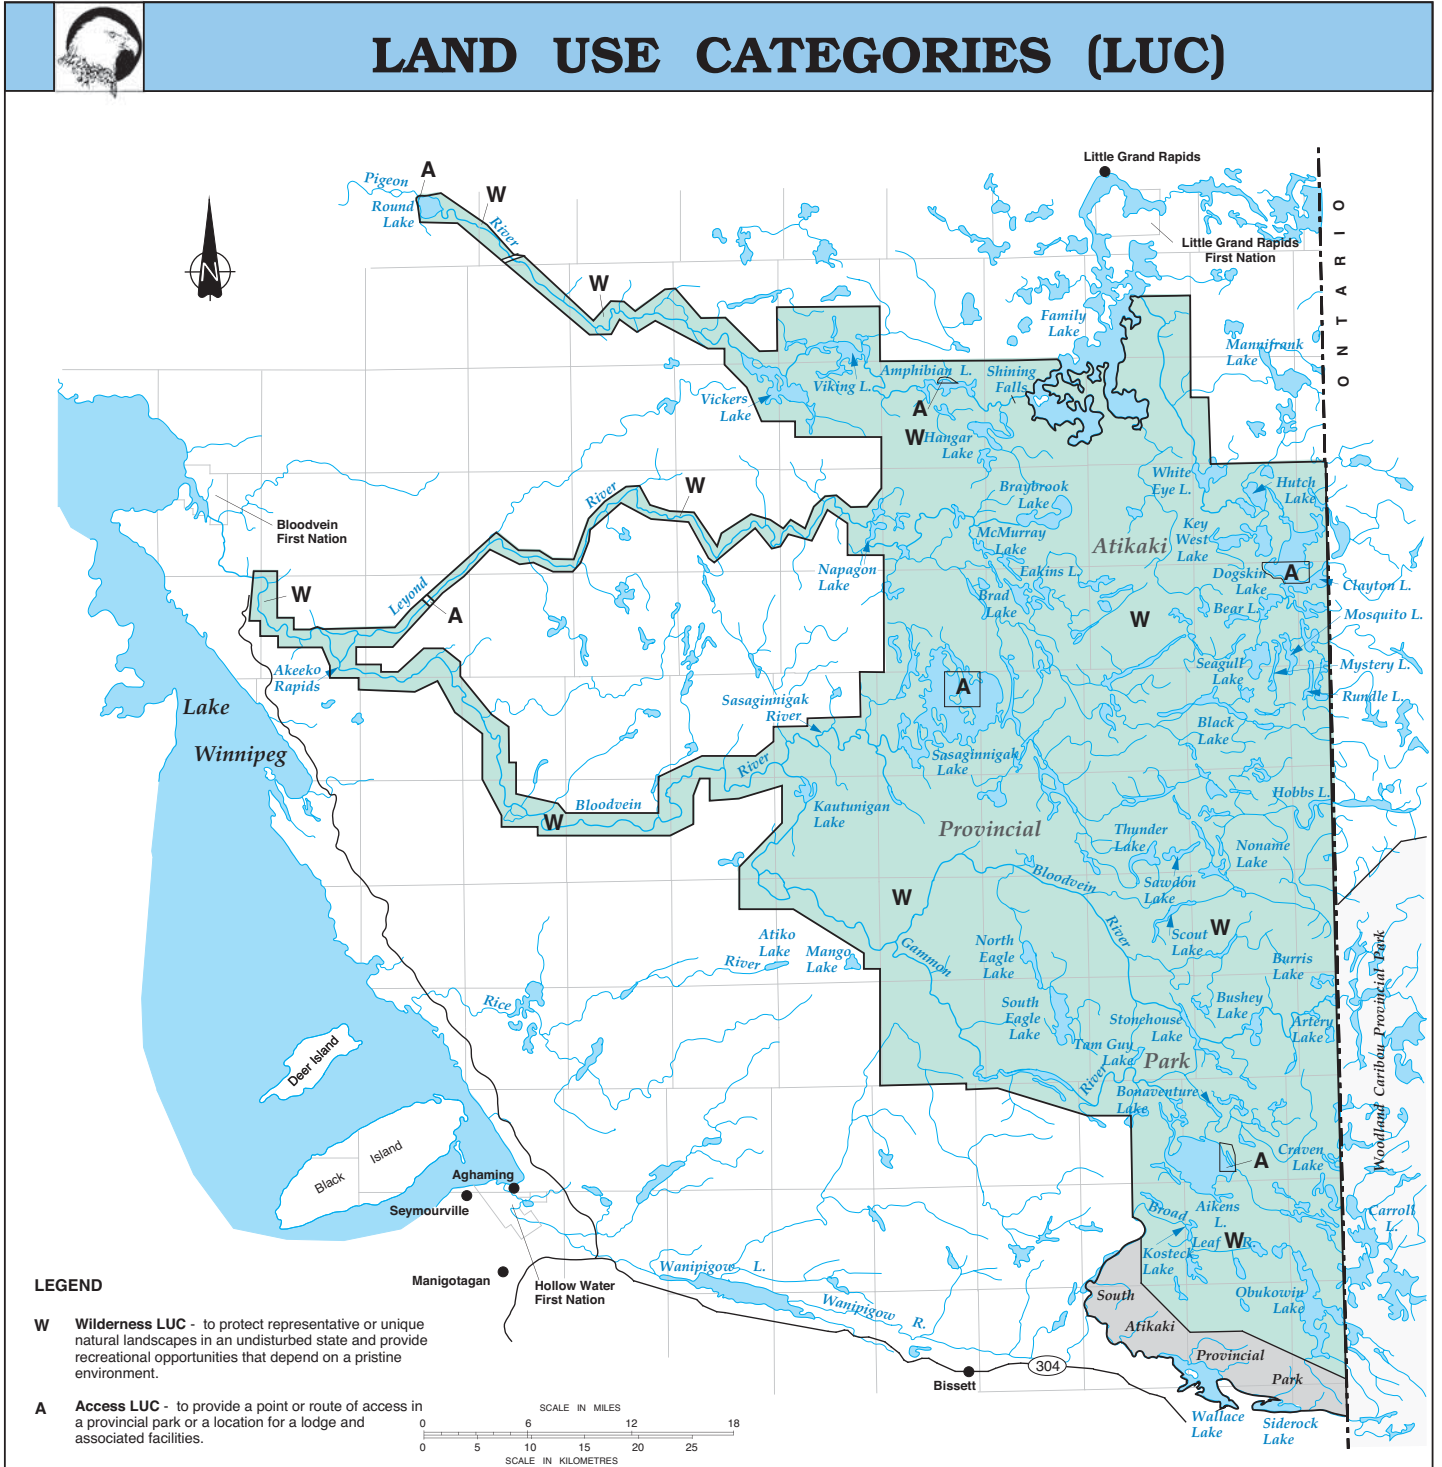 LAND USE CATEGORIES (LUC)
Little Grand Rapids
A
Pigeon
W
Round
Lake
River
Little Grand Rapids
First Nation
ONTARIO
N
W
Family
Lake
Mannifrank
Lake
Amphibian L.
Shining
Falls
Viking L.
Vickers
Lake
A
W
Hangar
Lake
White
Eye L.
Hutch
Lake
River
W
Braybrook
Lake
Bloodvein
First Nation
McMurray
Lake
Key
West
Lake
Atikaki
Napagon
Lake
Eakins L.
Dogskin
Lake
A
Clayton L.
Leyond
W
Brad
Lake
Bear L.
Mosquito L.
A
W
Akeeko
Rapids
Seagull
Lake
Mystery L.
A
Rundle L.
Sasaginnigak
River
Lake
Winnipeg
Black
Lake
Sasaginnigak
Lake
River
Bloodvein
Hobbs L.
Kautunigan
Lake
W
Provincial
Thunder
Lake
Noname
Lake
Bloodvein
Sawdon
Lake
W
River
W
Scout
Lake
Atiko
Lake
Mango
Lake
Gammon
North
Eagle
Lake
River
Burris
Lake
Rice
South
Eagle
Lake
Bushey
Lake
Stonehouse
Lake
Artery
Lake
Tam Guy
Lake
Park
River
Bonaventure
Lake
Woodland Caribou Provincial Park
Deer Island
Black
Island
Aghaming
Seymourville
A
Craven
Lake
Broad
Aikens
L.
Carroll
L.
Leaf
W
R.
Kosteck
Lake
Manigotagan
Hollow Water
First Nation
Wanipigow L.
Wanipigow R.
Obukowin
Lake
South
Atikaki
Provincial
Park
304
Bissett
Wallace
Lake
Siderock
Lake
LEGEND
W Wilderness LUC - to protect representative or unique
natural landscapes in an undisturbed state and provide
recreational opportunities that depend on a pristine
environment.
A Access LUC - to provide a point or route of access in
a provincial park or a location for a lodge and
associated facilities.
SCALE IN MILES
0 6 12 18
0 5 10 15 20 25
SCALE IN KILOMETRES